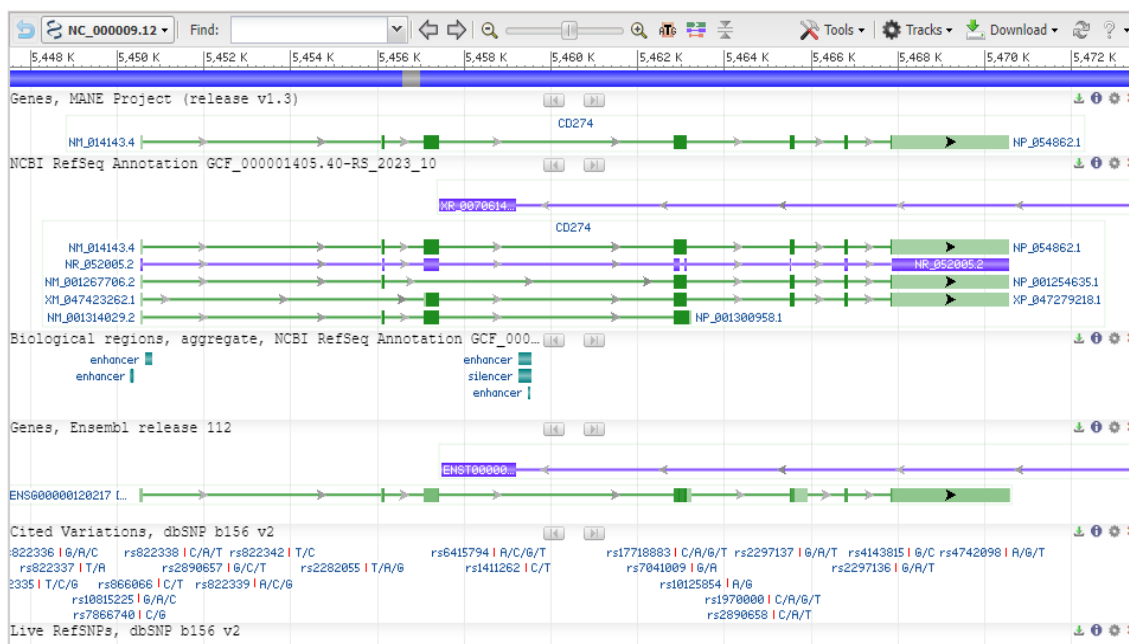 NC_000009.12 Find: ATG Tools Tracks Download ?
5,448 K 5,450 K 5,452 K 5,454 K 5,456 K 5,458 K 5,460 K 5,462 K 5,464 K 5,466 K 5,468 K 5,470 K 5,472 K
Genes, MANE Project (release v1.3)
CD274
NM_014143.4 NP_054862.1
NCBI RefSeq Annotation GCF_000001405.40-RS_2023_10
XR_0070614...
CD274
NM_014143.4 NP_054862.1
NR_052005.2 NR_052005.2
NM_001267706.2 NP_001254635.1
XM_047423262.1 XP_047279218.1
NM_001314029.2 NP_001300958.1
Biological regions, aggregate, NCBI RefSeq Annotation GCF_000...
enhancer enhancer
enhancer silencer
enhancer
Genes, Ensembl release 112
ENST00000...
ENSG00000120217 [...
Cited Variations, dbSNP b156 v2
:822336 | G/A/C rs822338 | C/A/T rs822342 | T/C rs6415794 | A/C/G/T rs17718883 | C/A/G/T rs2297137 | G/A/T rs4143815 | G/C rs4742098 | A/G/T
rs822337 | T/A rs2890657 | G/C/T rs2282055 | T/A/G rs1411262 | C/T rs7041009 | G/A rs2297136 | G/A/T
2335 | T/C/G rs866066 | C/T rs822339 | A/C/G rs10125854 | A/G
rs10815225 | G/A/C rs1970000 | C/A/G/T
rs7866740 | C/G rs2890658 | C/A/T
Live RefSNPs, dbSNP b156 v2